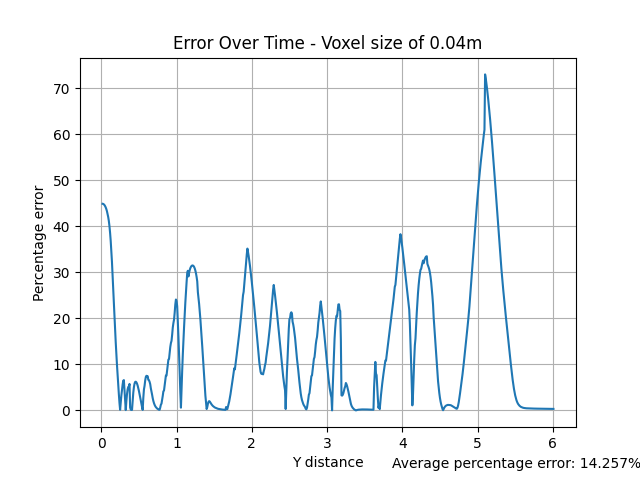 Error Over Time - Voxel size of 0.04m
Percentage error
70
60
50
40
30
20
10
0
0 1 2 3 4 5 6
Y distance
Average percentage error: 14.257%